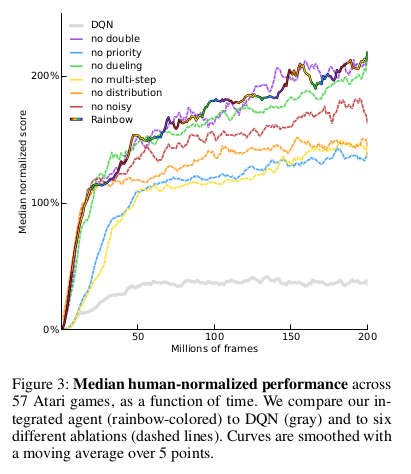 DQN
no double
no priority
no dueling
no multi-step
no distribution
no noisy
Rainbow
200%
100%
0%
Median normalized score
50
100
150
200
Millions of frames
Figure 3: Median human-normalized performance across
57 Atari games, as a function of time. We compare our in-
tegrated agent (rainbow-colored) to DQN (gray) and to six
different ablations (dashed lines). Curves are smoothed with
a moving average over 5 points.